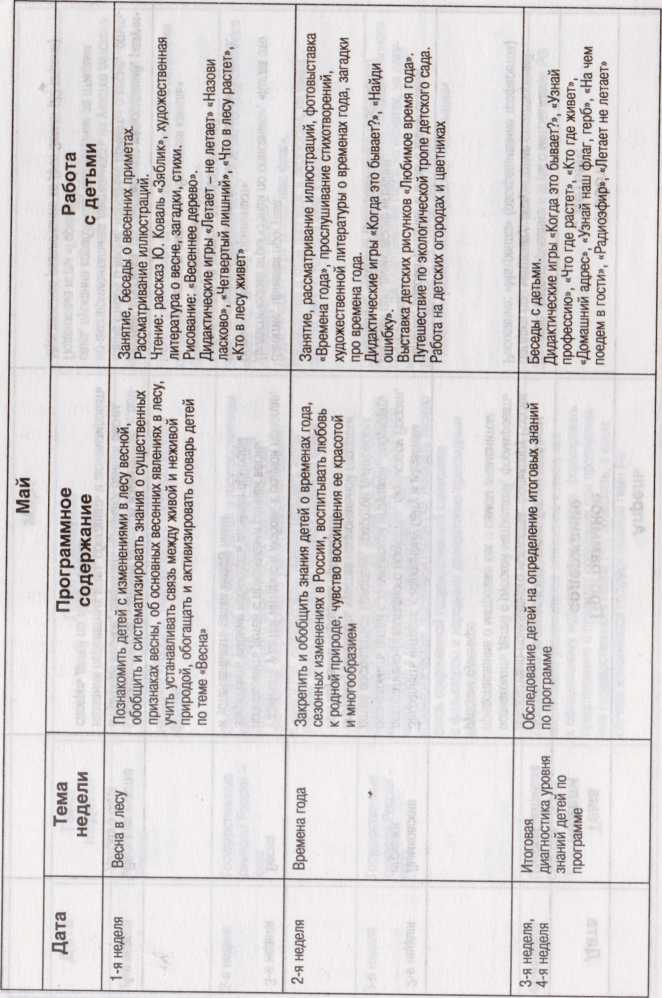 Май
Дата
Тема
недели
Программное
содержание
Работа
с детьми
1-я неделя
Весна в лесу
Познакомить детей с изменениями в лесу весной,
обобщить и систематизировать знания о существенных
признаках весны, об основных весенних явлениях в лесу,
учить устанавливать связь между живой и неживой
природой, обогащать и активизировать словарь детей
по теме «Весна»
Занятие, беседы о весенних приметах.
Рассматривание иллюстраций.
Чтение: рассказ Ю. Коваль «Зяблик», художественная
литература о весне, загадки, стихи.
Рисование: «Весеннее дерево».
Дидактические игры «Летает – не летает» «Назови
ласково», «Четвертый лишний», «Что в лесу растет»,
«Кто в лесу живет»
2-я неделя
Времена года
Закрепить и обобщить знания детей о временах года,
сезонных изменениях в России, воспитывать любовь
к родной природе, чувство восхищения ее красотой
и многообразием
Занятие, рассматривание иллюстраций, фотовыставка
«Времена года», прослушивание стихотворений,
художественной литературы о временах года, загадки
про времена года.
Дидактические игры «Когда это бывает?», «Найди
ошибку».
Выставка детских рисунков «Любимое время года».
Путешествие по экологической тропе детского сада.
Работа на детских огородах и цветниках
3-я неделя,
4-я неделя
Итоговая
диагностика уровня
знаний детей по
программе
Обследование детей на определение итоговых знаний
по программе
Беседы с детьми.
Дидактические игры «Когда это бывает?», «Узнай
профессию», «Что где растет», «Кто где живет»,
«Домашний адрес», «Узнай наш флаг, герб», «На чем
поедем в гости», «Радиоэфир» «Летает не летает»